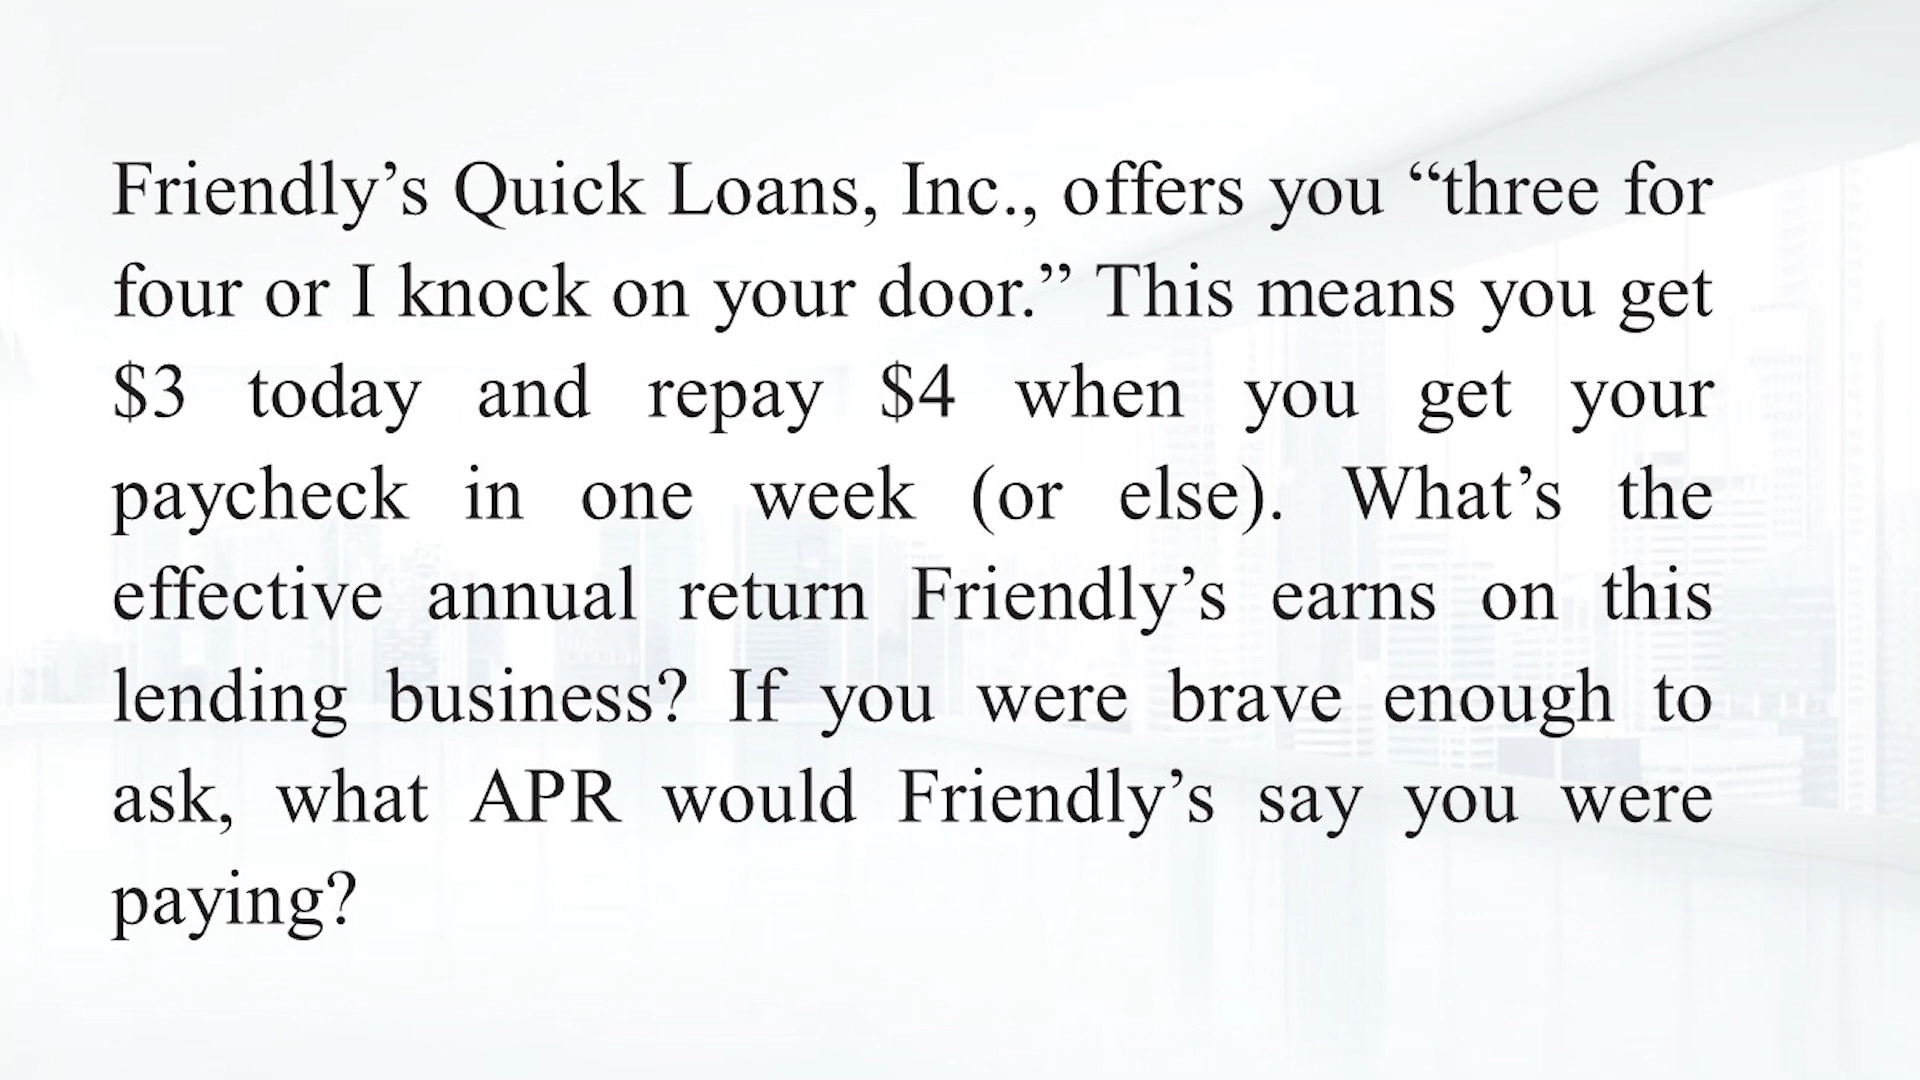 Friendly’s Quick Loans, Inc., offers you “three for
four or I knock on your door.” This means you get
$3 today and repay $4 when you get your
paycheck in one week (or else). What’s the
effective annual return Friendly’s earns on this
lending business? If you were brave enough to
ask, what APR would Friendly’s say you were
paying?